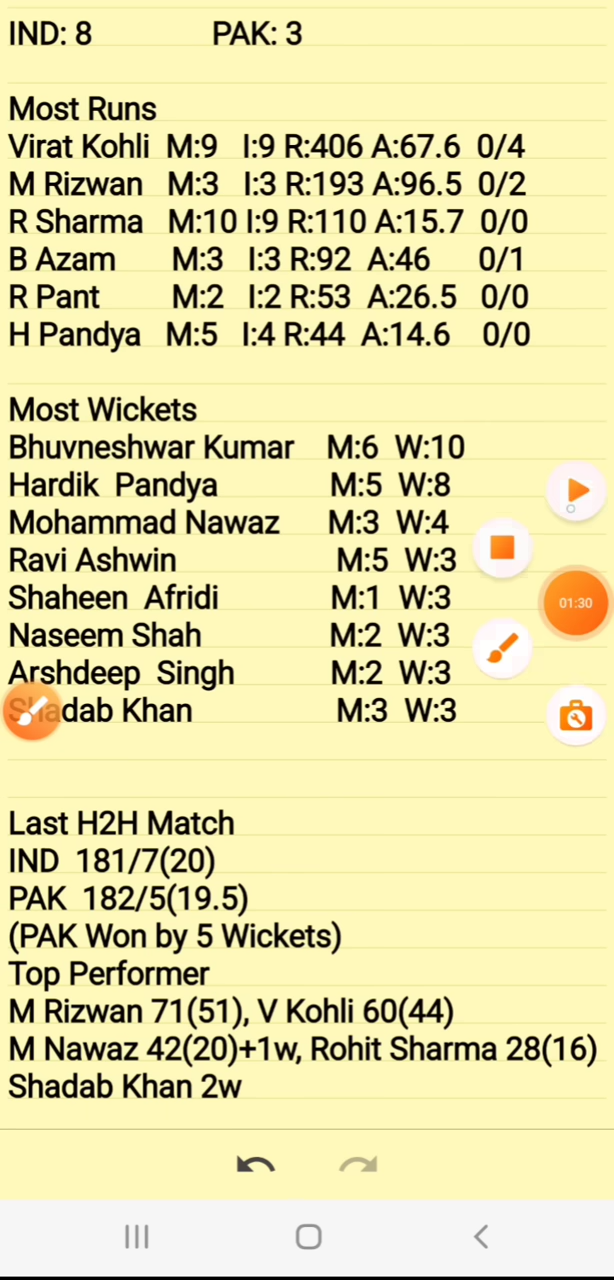 IND: 8 PAK: 3
Most Runs
Virat Kohli M:9 I:9 R:406 A:67.6 0/4
M Rizwan M:3 I:3 R:193 A:96.5 0/2
R Sharma M:10 I:9 R:110 A:15.7 0/0
B Azam M:3 I:3 R:92 A:46 0/1
R Pant M:2 I:2 R:53 A:26.5 0/0
H Pandya M:5 I:4 R:44 A:14.6 0/0
Most Wickets
Bhuvneshwar Kumar M:6 W:10
Hardik Pandya M:5 W:8
Mohammad Nawaz M:3 W:4
Ravi Ashwin M:5 W:3
Shaheen Afridi M:1 W:3
01:30
Naseem Shah M:2 W:3
Arshdeep Singh M:2 W:3
Shadab Khan M:3 W:3
Last H2H Match
IND 181/7(20)
PAK 182/5(19.5)
(PAK Won by 5 Wickets)
Top Performer
M Rizwan 71(51), V Kohli 60(44)
M Nawaz 42(20)+1w, Rohit Sharma 28(16)
Shadab Khan 2w